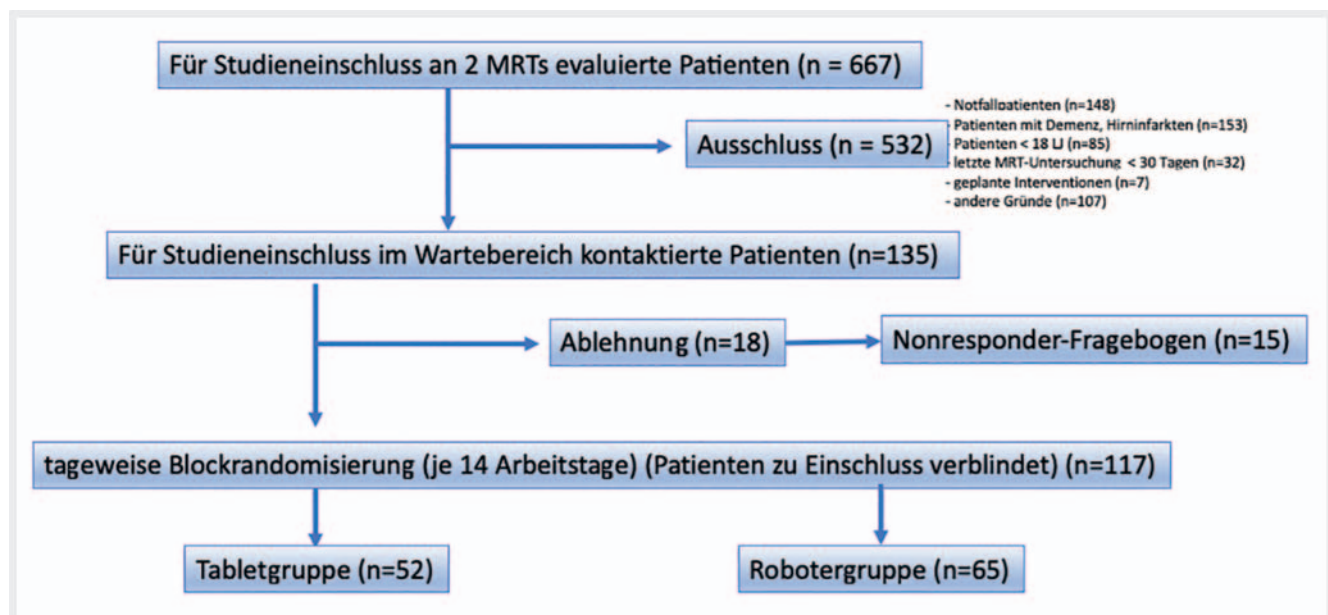 Für Studieneinschluss an 2 MRTs evaluierte Patienten (n = 667)
- Notfallpatienten (n=148)
- Patienten mit Demenz, Hirninfarkten (n=153)
Ausschluss (n = 532)
- Patienten < 18 LJ (n=85)
- letzte MRT-Untersuchung < 30 Tagen (n=32)
- geplante Interventionen (n=7)
- andere Gründe (n=107)
Für Studieneinschluss im Wartebereich kontaktierte Patienten (n=135)
Ablehnung (n=18)
Nonresponder-Fragebogen (n=15)
tageweise Blockrandomisierung (je 14 Arbeitstage) (Patienten zu Einschluss verblindet) (n=117)
Tabletgruppe (n=52)
Robotergruppe (n=65)